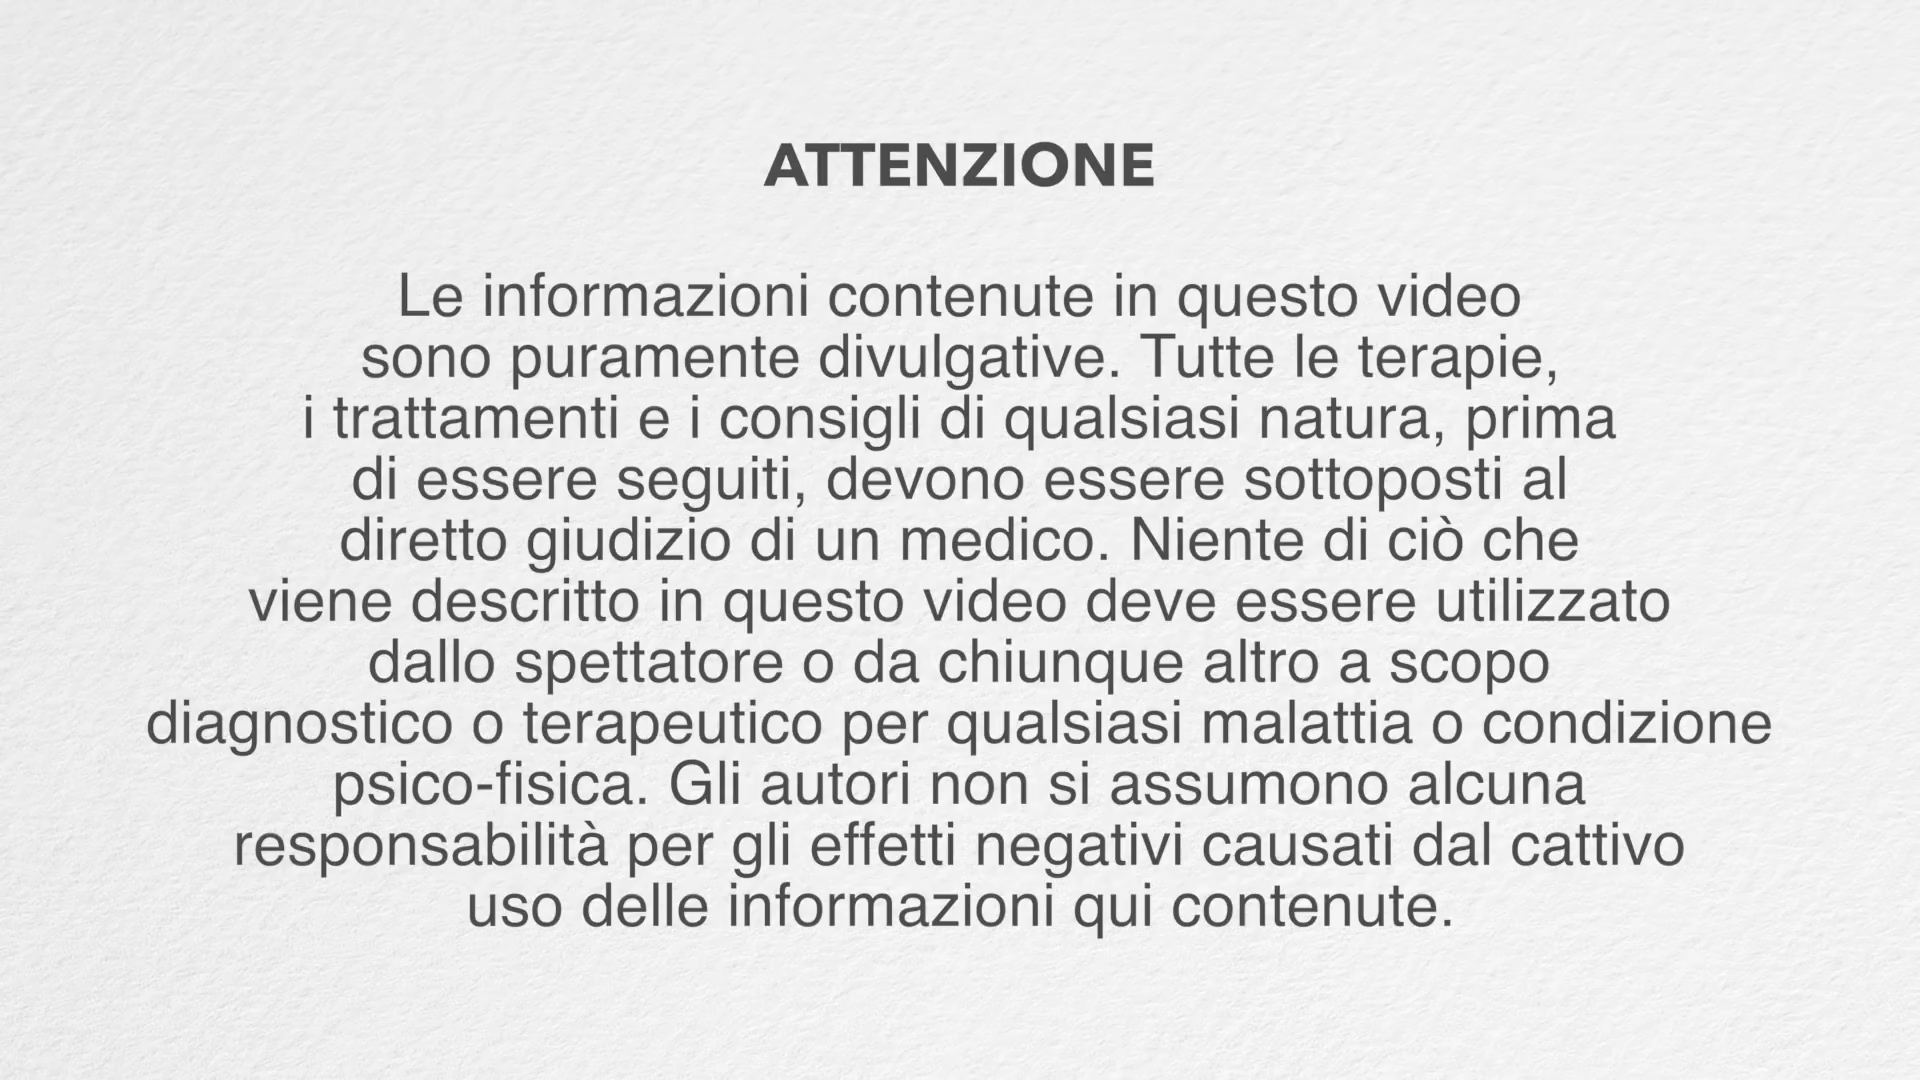 ATTENZIONE
Le informazioni contenute in questo video
sono puramente divulgative. Tutte le terapie,
i trattamenti e i consigli di qualsiasi natura, prima
di essere seguiti, devono essere sottoposti al
diretto giudizio di un medico. Niente di ciò che
viene descritto in questo video deve essere utilizzato
dallo spettatore o da chiunque altro a scopo
diagnostico o terapeutico per qualsiasi malattia o condizione
psico-fisica. Gli autori non si assumono alcuna
responsabilità per gli effetti negativi causati dal cattivo
uso delle informazioni qui contenute.